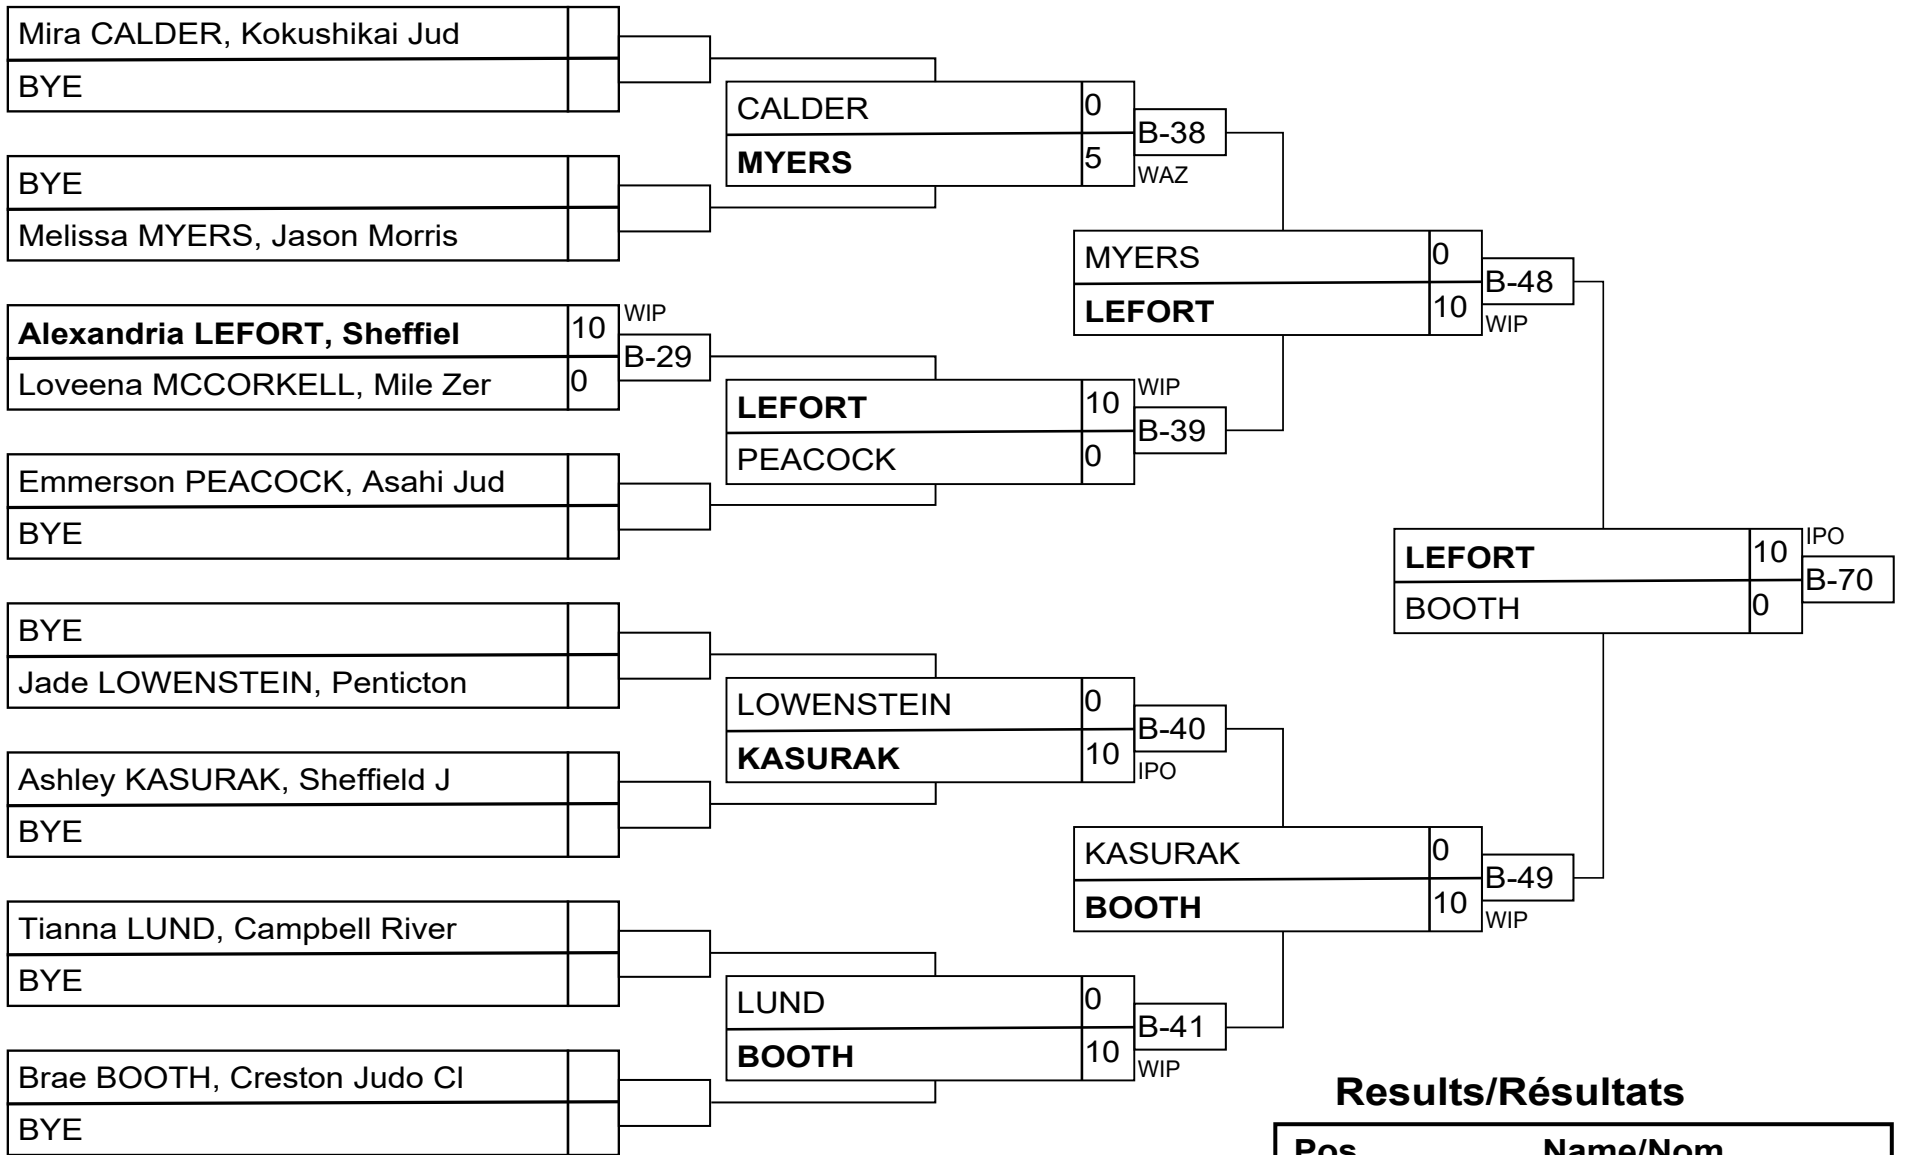 Mira CALDER, Kokushikai Jud
BYE
CALDER 0
B-38
MYERS 5
WAZ
BYE
Melissa MYERS, Jason Morris
MYERS 0
B-48
LEFORT 10
WIP
Alexandria LEFORT, Sheffiel 10
WIP
B-29
Loveena MCCORKELL, Mile Zer 0
LEFORT 10
WIP
B-39
PEACOCK 0
Emmerson PEACOCK, Asahi Jud
BYE
LEFORT 10
IPO
B-70
BOOTH 0
BYE
Jade LOWENSTEIN, Penticton
LOWENSTEIN 0
B-40
KASURAK 10
IPO
Ashley KASURAK, Sheffield J
BYE
KASURAK 0
B-49
BOOTH 10
WIP
Tianna LUND, Campbell River
BYE
LUND 0
B-41
BOOTH 10
WIP
Brae BOOTH, Creston Judo Cl
BYE
Results/Résultats
Pos Name/Nom